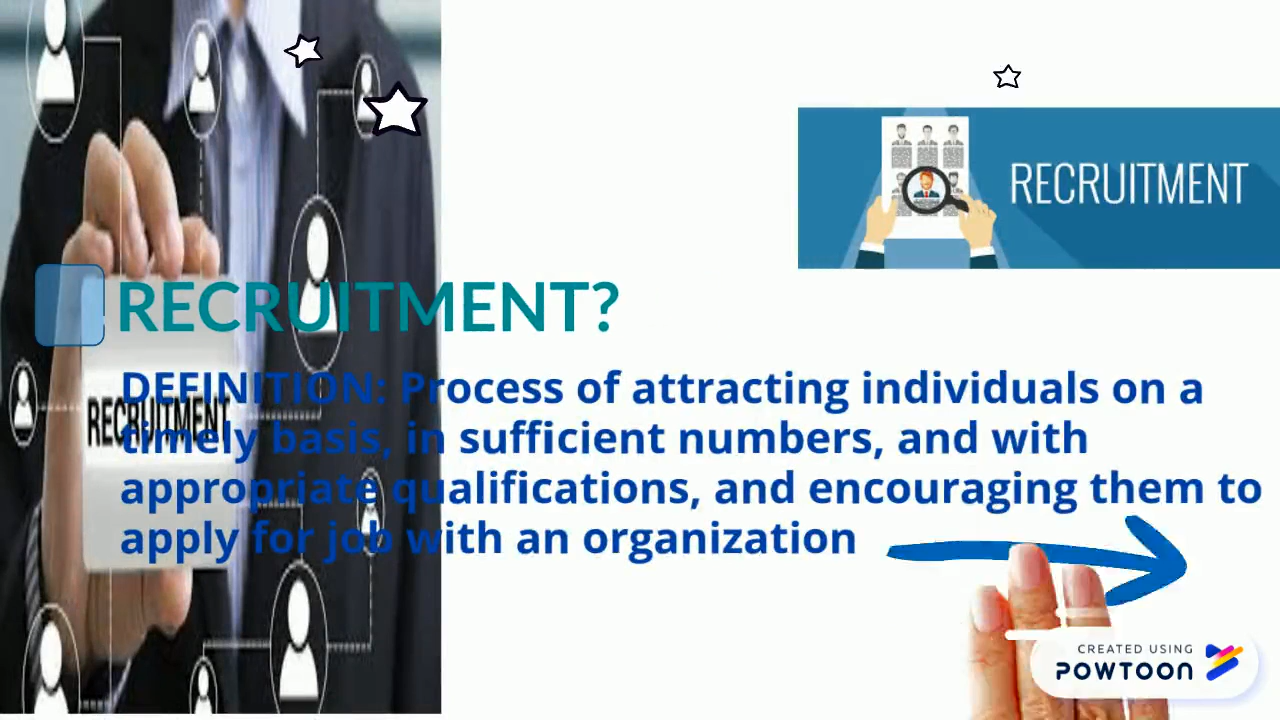 RECRUITMENT
RECRUITMENT?
DEFINITION: Process of attracting individuals on a
timely basis, in sufficient numbers, and with
appropriate qualifications, and encouraging them to
apply for job with an organization
RECRUITMENT
CREATED USING
POWTOON